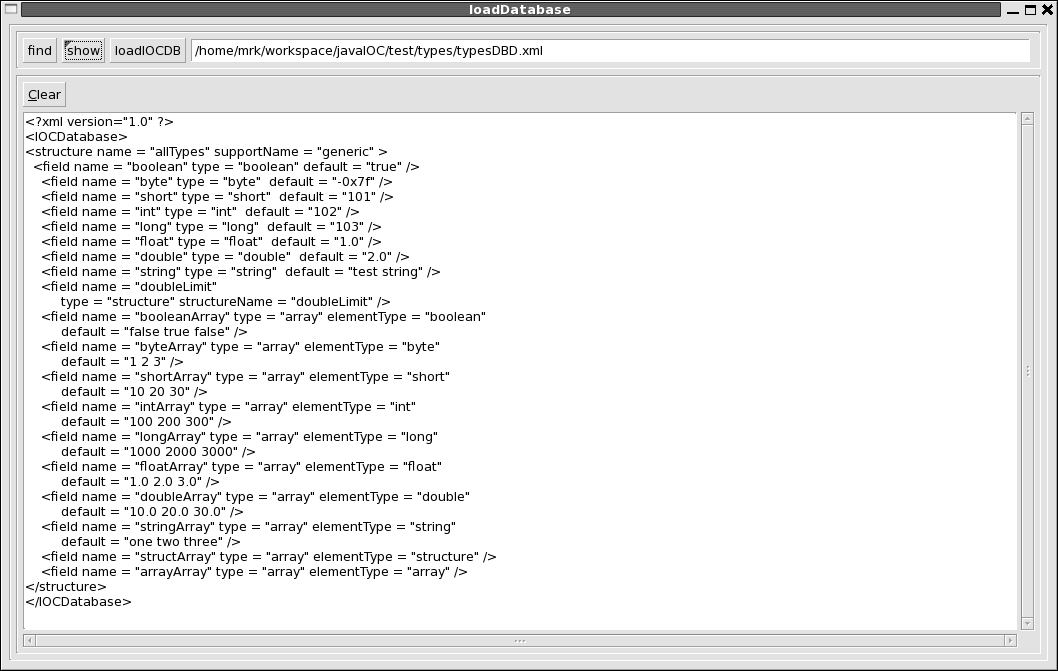 loadDatabase
find show loadIOCDB /home/mrk/workspace/javaIOC/test/types/typesDBD.xml
Clear
<?xml version="1.0" ?>
<IOCDatabase>
<structure name = "allTypes" supportName = "generic" >
  <field name = "boolean" type = "boolean" default = "true" />
    <field name = "byte" type = "byte"  default = "-0x7f" />
    <field name = "short" type = "short"  default = "101" />
    <field name = "int" type = "int"  default = "102" />
    <field name = "long" type = "long"  default = "103" />
    <field name = "float" type = "float"  default = "1.0" />
    <field name = "double" type = "double"  default = "2.0" />
    <field name = "string" type = "string"  default = "test string" />
    <field name = "doubleLimit"
         type = "structure" structureName = "doubleLimit" />
    <field name = "booleanArray" type = "array" elementType = "boolean"
         default = "false true false" />
    <field name = "byteArray" type = "array" elementType = "byte"
         default = "1 2 3" />
    <field name = "shortArray" type = "array" elementType = "short"
         default = "10 20 30" />
    <field name = "intArray" type = "array" elementType = "int"
         default = "100 200 300" />
    <field name = "longArray" type = "array" elementType = "long"
         default = "1000 2000 3000" />
    <field name = "floatArray" type = "array" elementType = "float"
         default = "1.0 2.0 3.0" />
    <field name = "doubleArray" type = "array" elementType = "double"
         default = "10.0 20.0 30.0" />
    <field name = "stringArray" type = "array" elementType = "string"
         default = "one two three" />
    <field name = "structArray" type = "array" elementType = "structure" />
    <field name = "arrayArray" type = "array" elementType = "array" />
</structure>
</IOCDatabase>